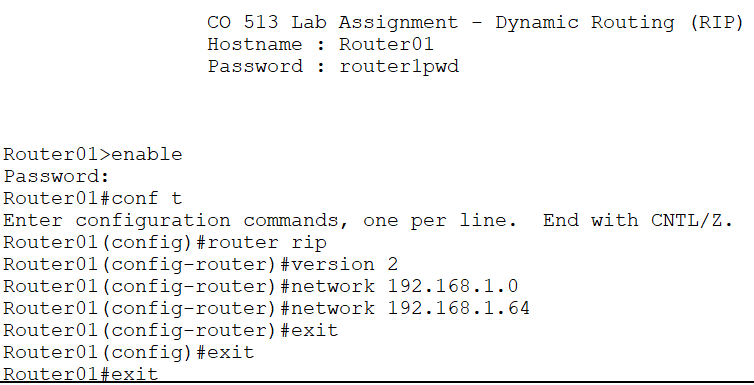 CO 513 Lab Assignment - Dynamic Routing (RIP)
Hostname : Router01
Password : router1pwd
Router01>enable
Password:
Router01#conf t
Enter configuration commands, one per line.  End with CNTL/Z.
Router01(config)#router rip
Router01(config-router)#version 2
Router01(config-router)#network 192.168.1.0
Router01(config-router)#network 192.168.1.64
Router01(config-router)#exit
Router01(config)#exit
Router01#exit